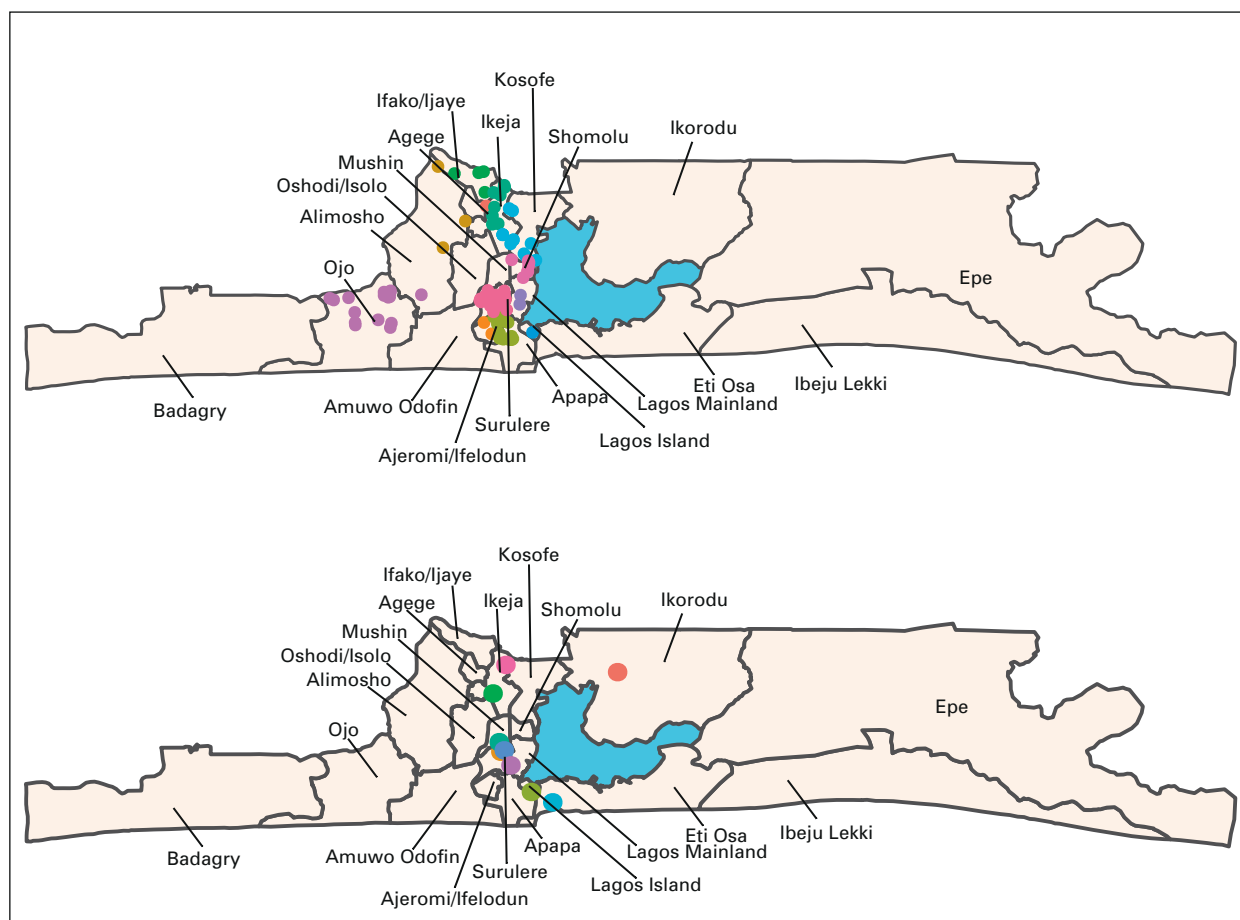 Kosofe
Ifako/Ijaye
Ikeja
Ikorodu
Agege
Shomolu
Mushin
Oshodi/Isolo
Alimosho
Ojo
Epe
Eti Osa
Ibeju Lekki
Badagry
Amuwo Odofin
Apapa
Lagos Mainland
Surulere
Lagos Island
Ajeromi/Ifelodun
Kosofe
Ifako/Ijaye
Ikeja
Ikorodu
Agege
Shomolu
Mushin
Oshodi/Isolo
Alimosho
Ojo
Epe
Eti Osa
Ibeju Lekki
Badagry
Amuwo Odofin
Apapa
Lagos Mainland
Surulere
Lagos Island
Ajeromi/Ifelodun